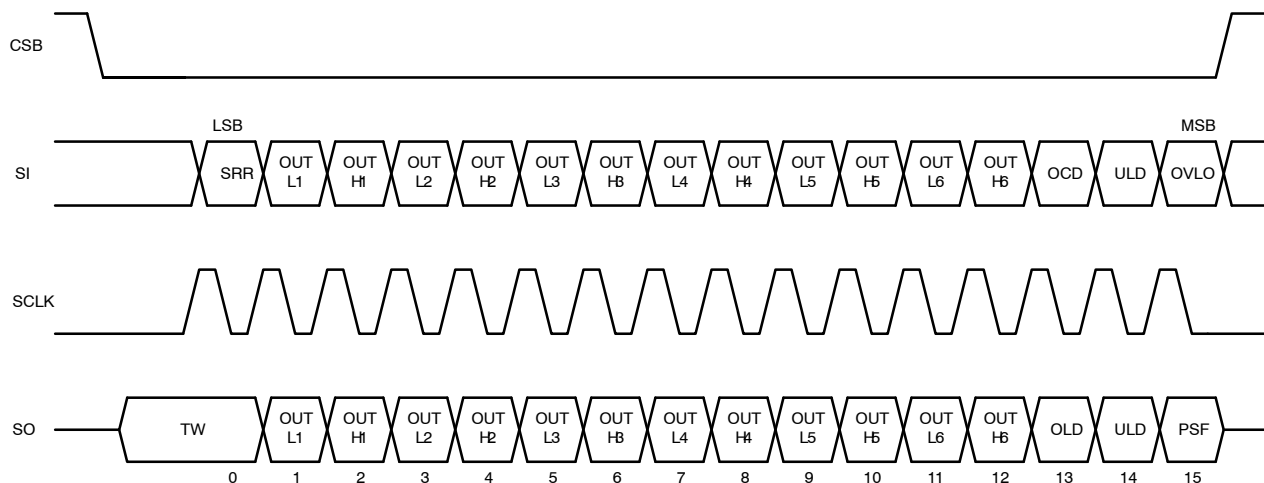 CSB
LSB
MSB
SI
SRR
OUT
L1
OUT
H1
OUT
L2
OUT
H2
OUT
L3
OUT
H3
OUT
L4
OUT
H4
OUT
L5
OUT
H5
OUT
L6
OUT
H6
OCD
ULD
OVLO
SCLK
SO
TW
OUT
L1
OUT
H1
OUT
L2
OUT
H2
OUT
L3
OUT
H3
OUT
L4
OUT
H4
OUT
L5
OUT
H5
OUT
L6
OUT
H6
OLD
ULD
PSF
0 1 2 3 4 5 6 7 8 9 10 11 12 13 14 15